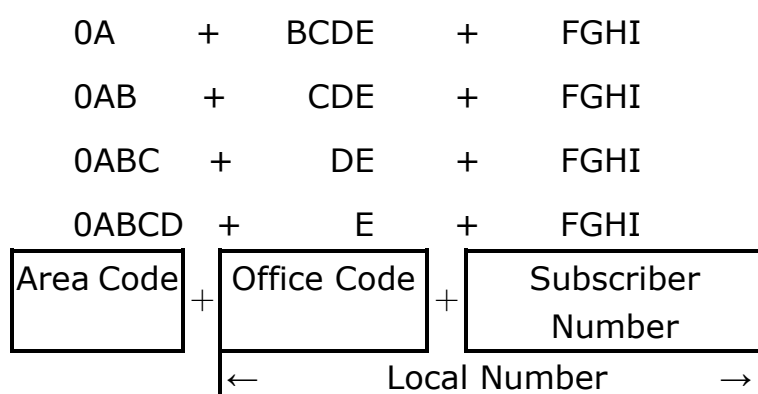 0A + BCDE + FGHI
0AB + CDE + FGHI
0ABC + DE + FGHI
0ABCD + E + FGHI
Area Code + Office Code + Subscriber
Number
← Local Number →